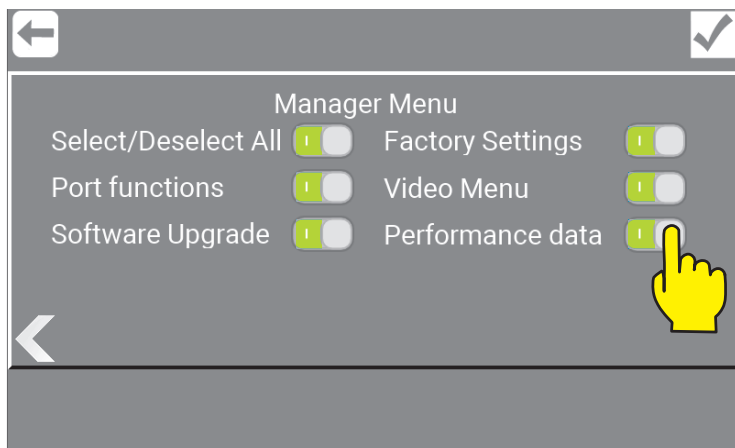 Manager Menu
Select/Deselect All
Factory Settings
Port functions
Video Menu
Software Upgrade
Performance data